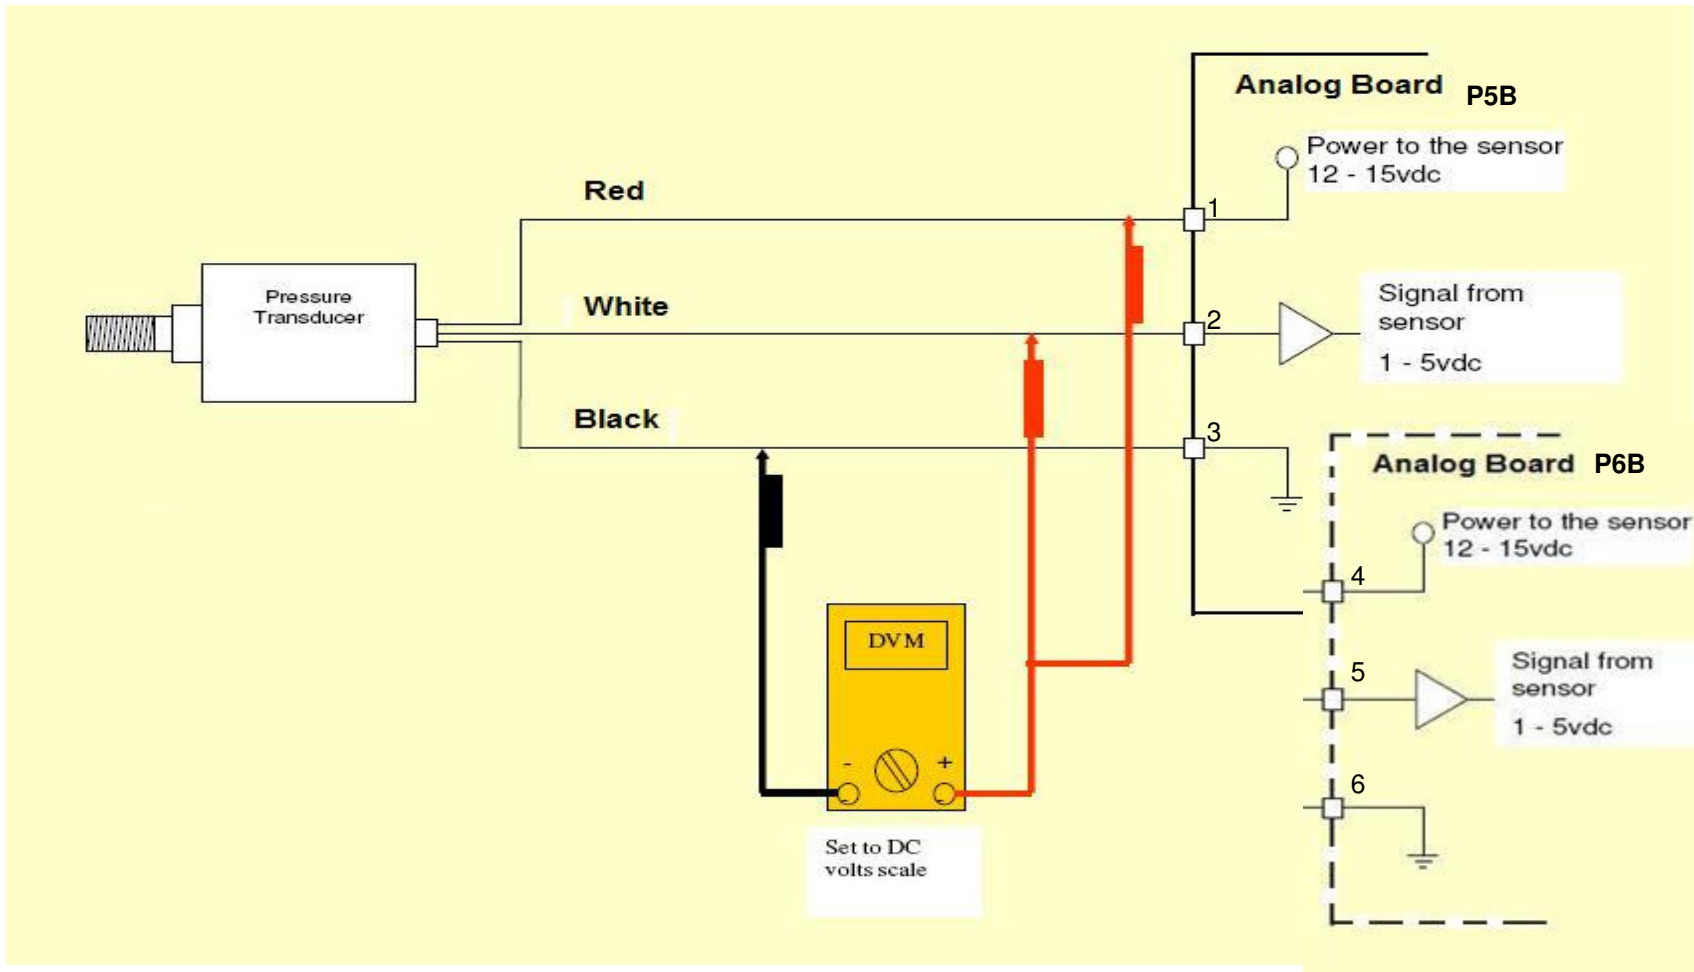 Analog Board P5B
Power to the sensor
12 - 15vdc
Red
1
Pressure
Transducer
White
2
Signal from
sensor
1 - 5vdc
Black
3
Analog Board P6B
Power to the sensor
12 - 15vdc
4
DVM
5
Signal from
sensor
1 - 5vdc
- +
6
Set to DC
volts scale